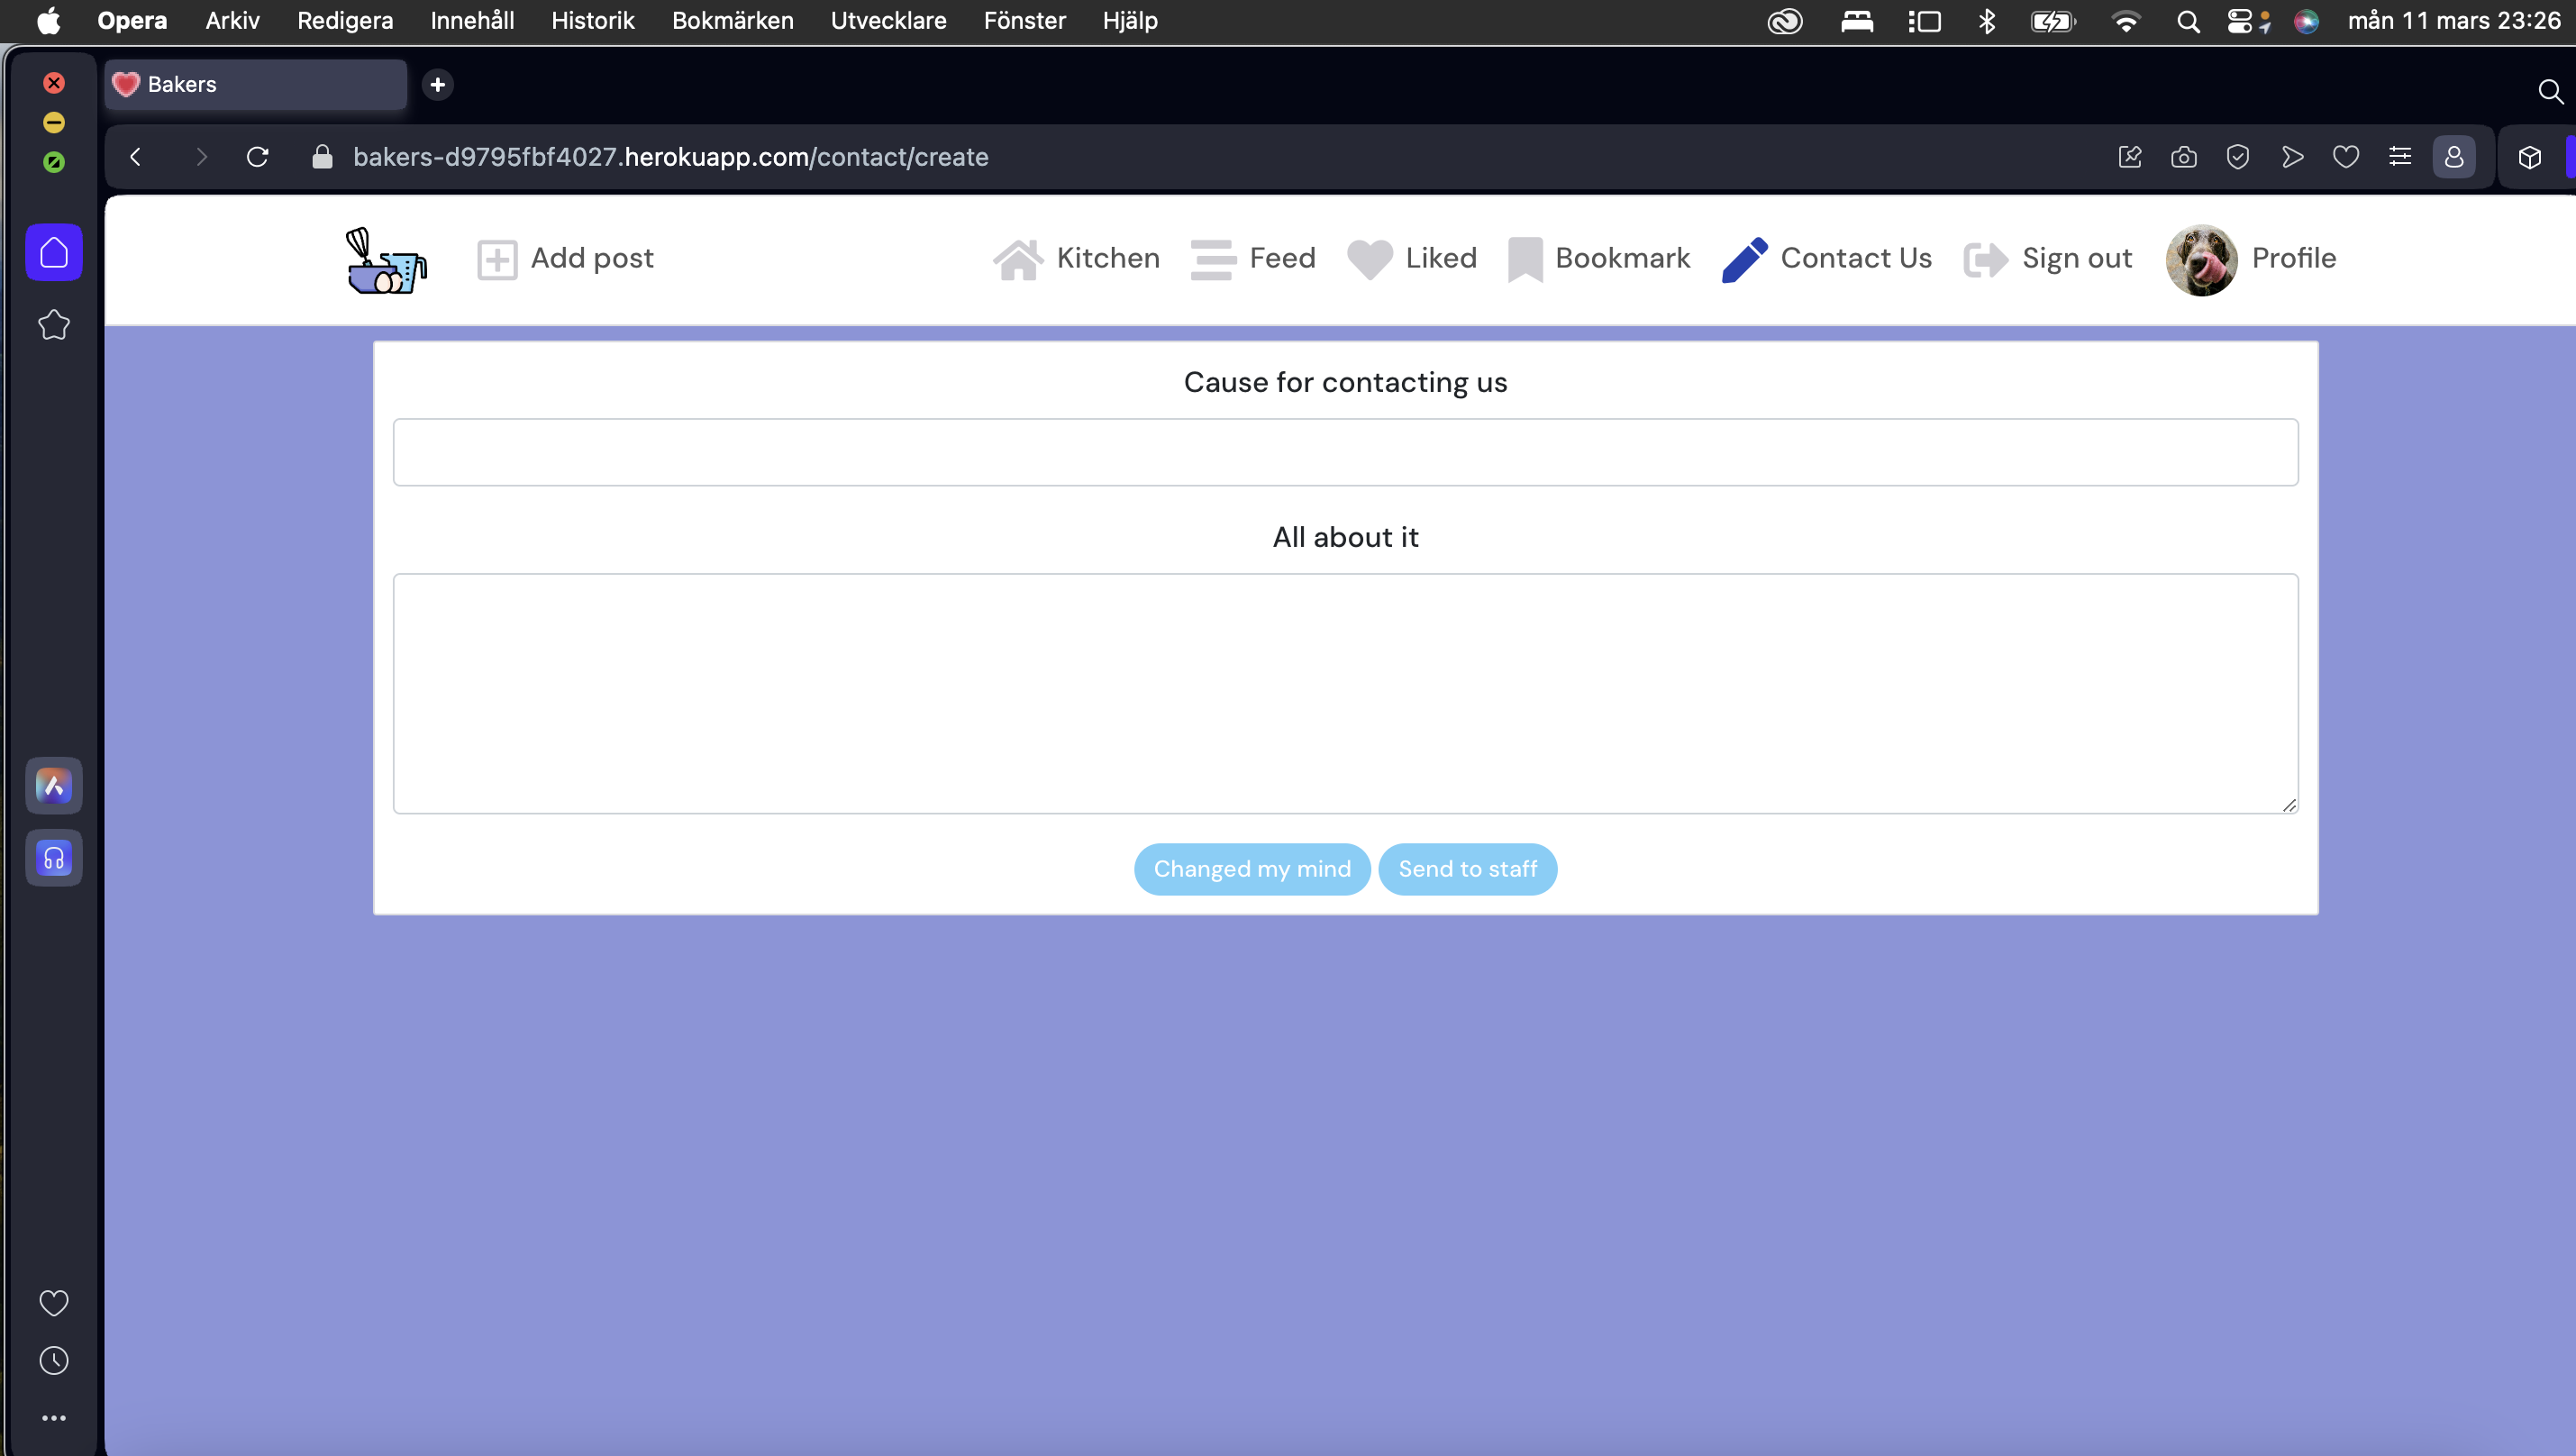 Opera Arkiv Redigera Innehåll Historik Bokmärken Utvecklare Fönster Hjälp mån 11 mars 23:26
Bakers
bakers-d9795fbf4027.herokuapp.com/contact/create
Add post Kitchen Feed Liked Bookmark Contact Us Sign out Profile
Cause for contacting us
All about it
Changed my mind Send to staff